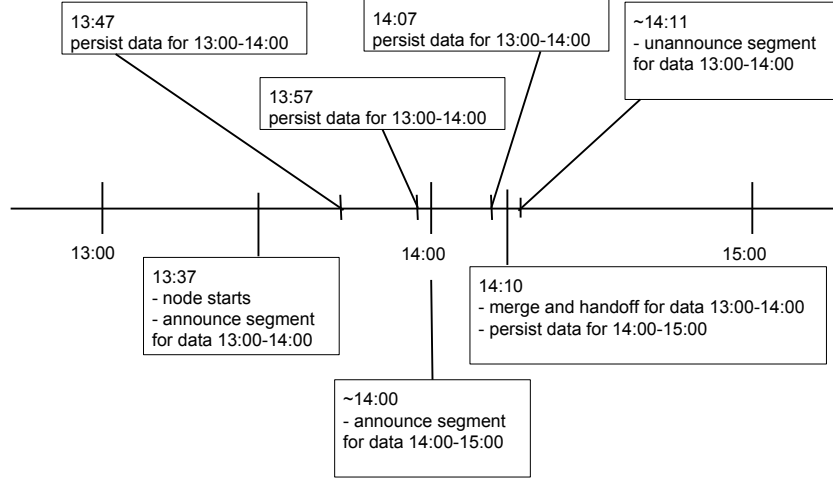 13:47
persist data for 13:00-14:00
14:07
persist data for 13:00-14:00
~14:11
- unannounce segment
for data 13:00-14:00
13:57
persist data for 13:00-14:00
13:00
14:00
15:00
13:37
- node starts
- announce segment
for data 13:00-14:00
14:10
- merge and handoff for data 13:00-14:00
- persist data for 14:00-15:00
~14:00
- announce segment
for data 14:00-15:00